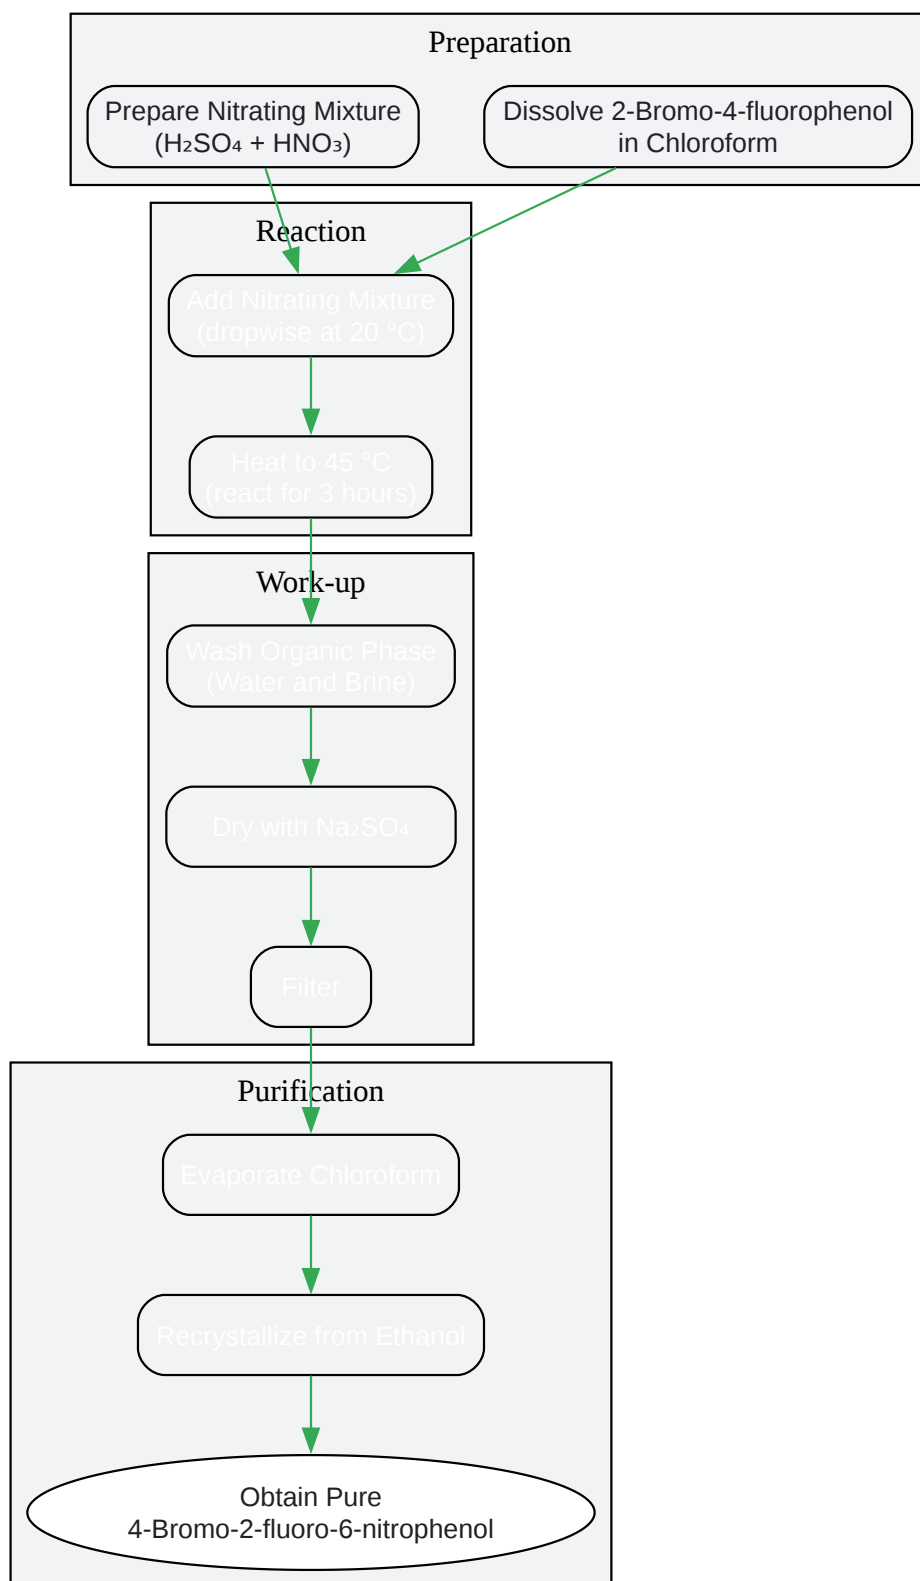 Preparation
Prepare Nitrating Mixture
(H₂SO₄ + HNO₃)
Dissolve 2-Bromo-4-fluorophenol
in Chloroform
Reaction
Add Nitrating Mixture
(dropwise at 20 °C)
Heat to 45 °C
(react for 3 hours)
Work-up
Wash Organic Phase
(Water and Brine)
Dry with Na₂SO₄
Filter
Purification
Evaporate Chloroform
Recrystallize from Ethanol
Obtain Pure
4-Bromo-2-fluoro-6-nitrophenol